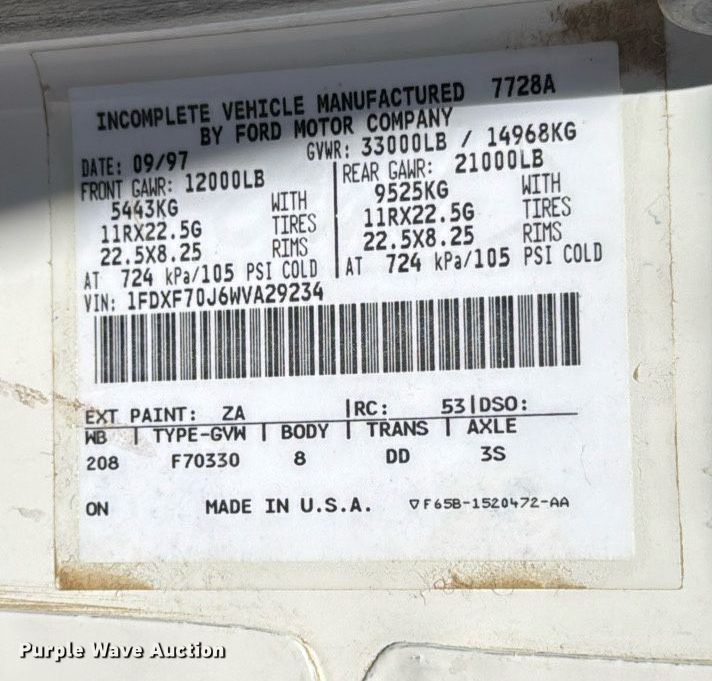 INCOMPLETE VEHICLE MANUFACTURED 7728A
BY FORD MOTOR COMPANY
DATE: 09/97 GVWR: 33000LB / 14968KG
FRONT GAWR: 12000LB
5443KG WITH
11RX22.5G TIRES
22.5X8.25 RIMS
AT 724 kPa/105 PSI COLD
REAR GAWR: 21000LB
9525KG WITH
11RX22.5G TIRES
22.5X8.25 RIMS
AT 724 kPa/105 PSI COLD
VIN: 1FDXF70J6WVA29234
EXT PAINT: ZA |RC: 53|DSO:
WB | TYPE-GVW | BODY | TRANS | AXLE
208 F70330 8 DD 3S
ON MADE IN U.S.A. ▽F65B-1520472-AA
Purple Wave Auction